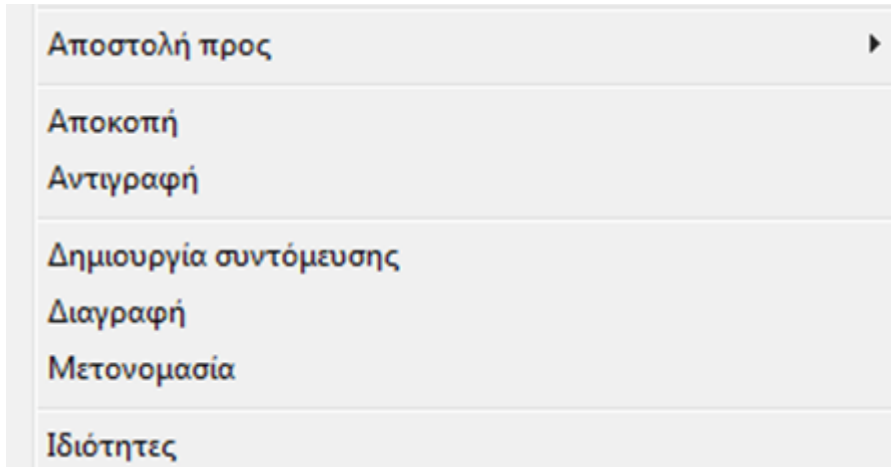 Αποστολή προς
Αποκοπή
Αντιγραφή
Δημιουργία συντόμευσης
Διαγραφή
Μετονομασία
Ιδιότητες